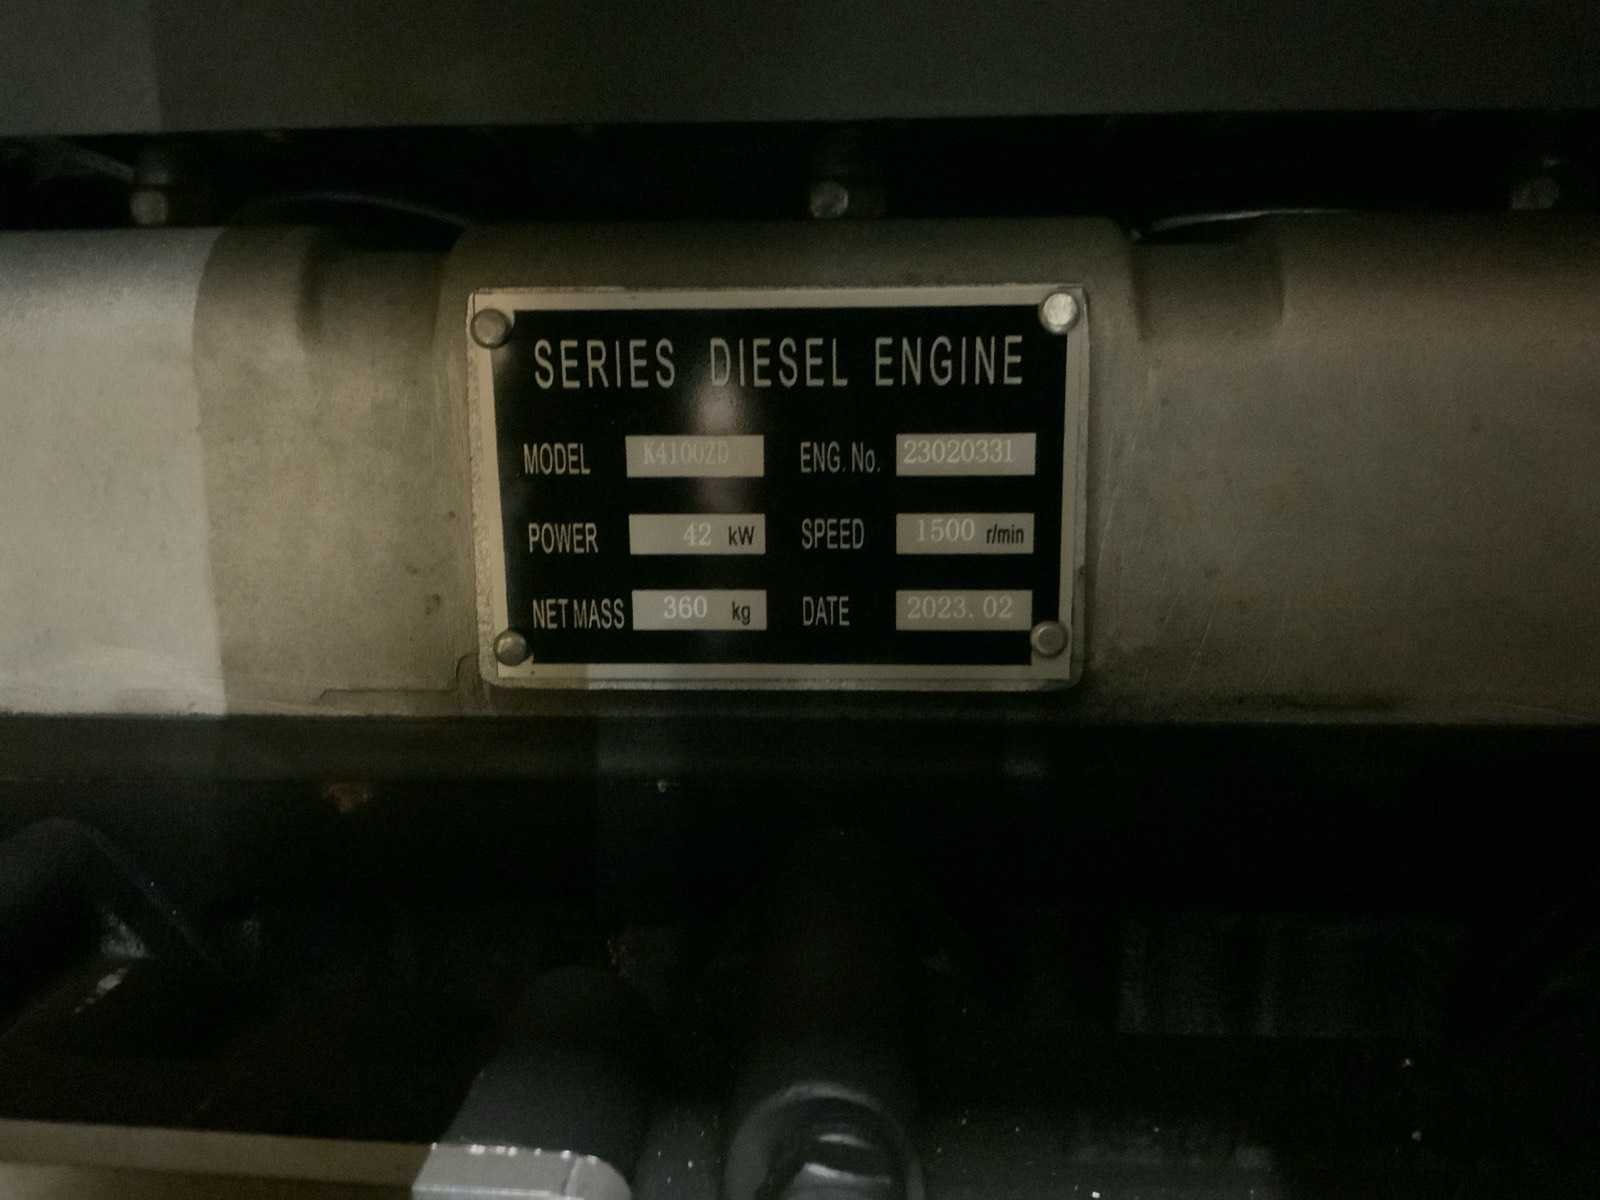 SERIES DIESEL ENGINE
MODEL K4100ZD ENG. No. 23020331
POWER 42 kW SPEED 1500 r/min
NET MASS 360 kg DATE 2023. 02